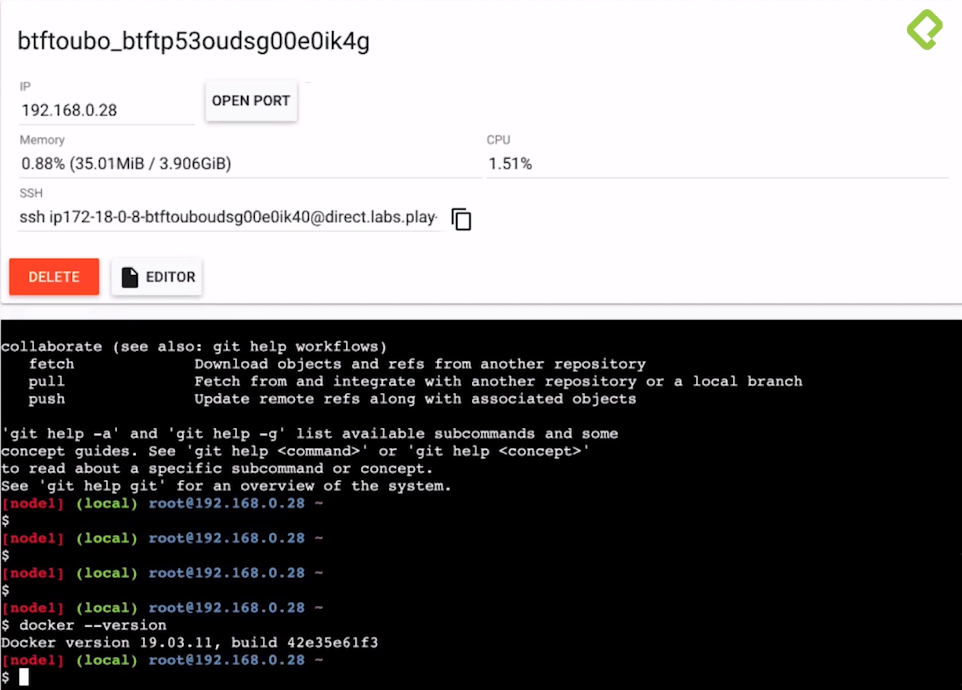 btftoubo_btftp53oudsg00e0ik4g
IP
192.168.0.28
OPEN PORT
Memory
0.88% (35.01MiB / 3.906GiB)
CPU
1.51%
SSH
ssh ip172-18-0-8-btftouboudsg00e0ik40@direct.labs.play-
DELETE
EDITOR
collaborate (see also: git help workflows)
   fetch             Download objects and refs from another repository
   pull              Fetch from and integrate with another repository or a local branch
   push              Update remote refs along with associated objects
'git help -a' and 'git help -g' list available subcommands and some
concept guides. See 'git help <command>' or 'git help <concept>'
to read about a specific subcommand or concept.
See 'git help git' for an overview of the system.
[node1] (local) root@192.168.0.28 ~
$
[node1] (local) root@192.168.0.28 ~
$
[node1] (local) root@192.168.0.28 ~
$
[node1] (local) root@192.168.0.28 ~
$ docker --version
Docker version 19.03.11, build 42e35e61f3
[node1] (local) root@192.168.0.28 ~
$